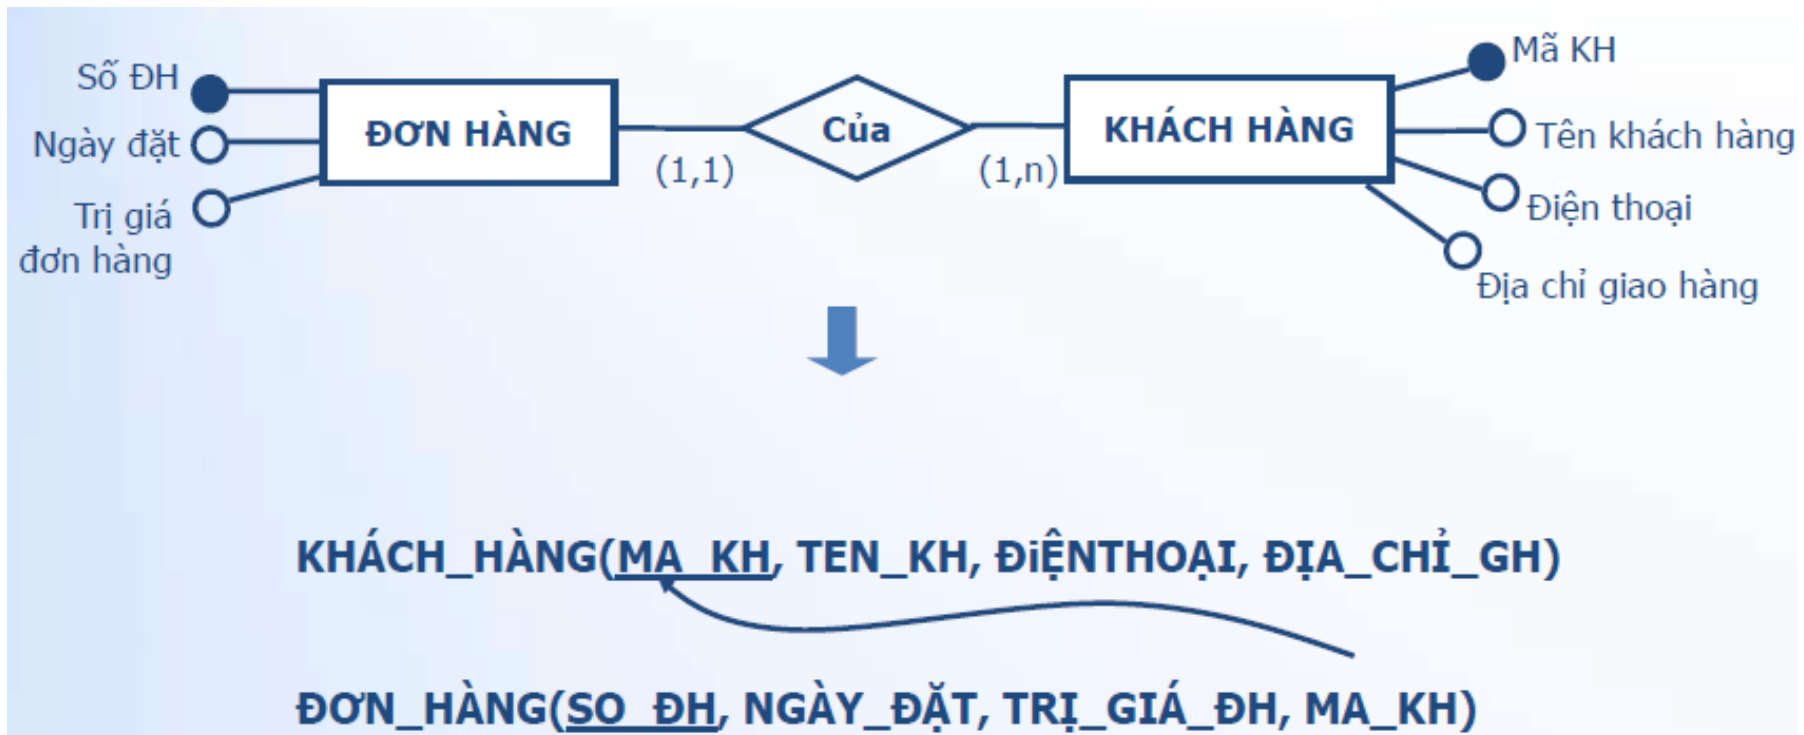 Số ĐH
Ngày đặt
Trị giá
đơn hàng
ĐƠN HÀNG
(1,1)
Của
(1,n)
KHÁCH HÀNG
Mã KH
Tên khách hàng
Điện thoại
Địa chỉ giao hàng
KHÁCH_HÀNG(MA_KH, TEN_KH, ĐiỆNTHOẠI, ĐỊA_CHỈ_GH)
ĐƠN_HÀNG(SO_ĐH, NGÀY_ĐẶT, TRỊ_GIÁ_ĐH, MA_KH)